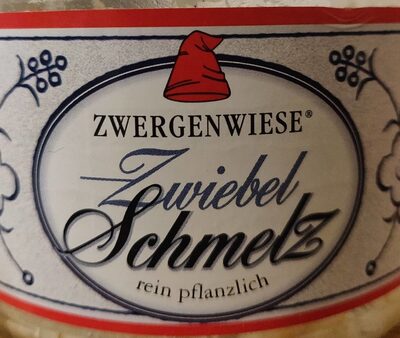 ZWERGENWIESE®
Zwiebel
Schmelz
rein pflanzlich